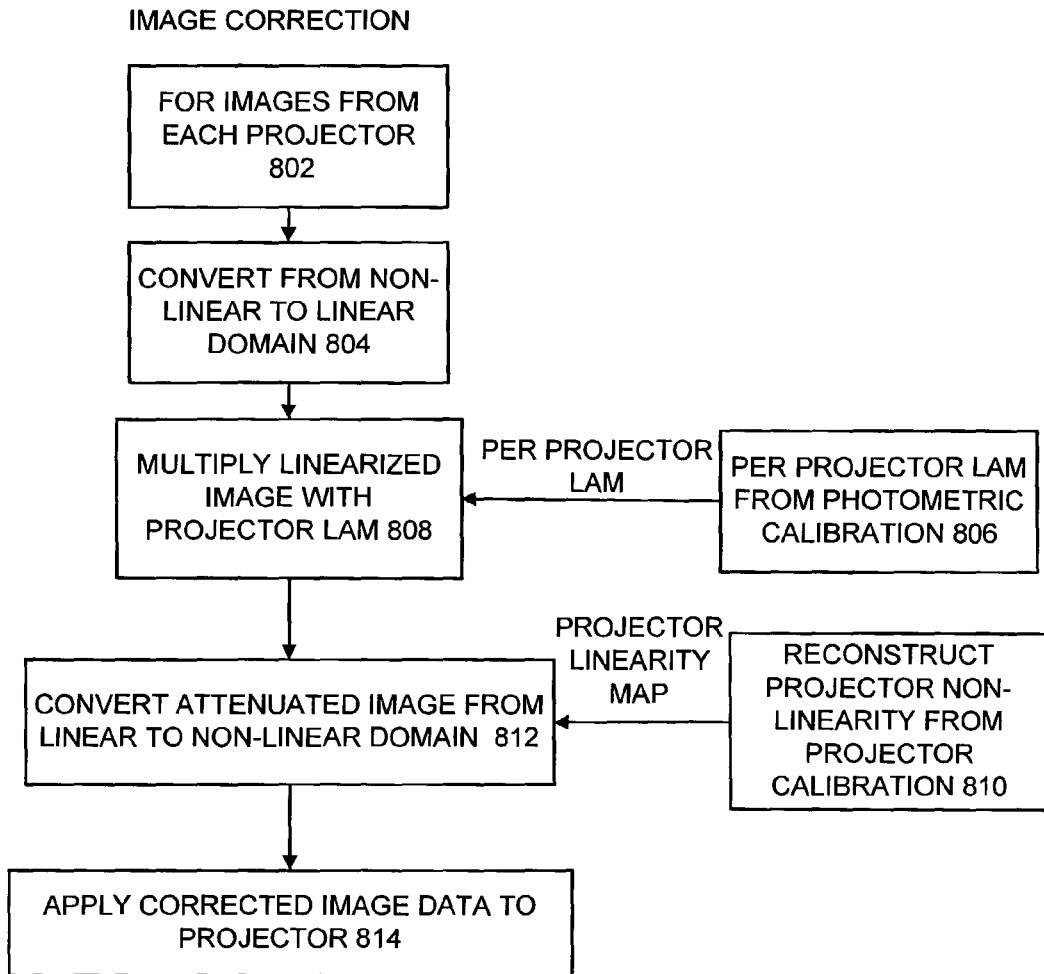 IMAGE CORRECTION
FOR IMAGES FROM
EACH PROJECTOR
802
CONVERT FROM NON-
LINEAR TO LINEAR
DOMAIN 804
MULTIPLY LINEARIZED
IMAGE WITH
PROJECTOR LAM 808
PER PROJECTOR
LAM
PER PROJECTOR LAM
FROM PHOTOMETRIC
CALIBRATION 806
CONVERT ATTENUATED IMAGE FROM
LINEAR TO NON-LINEAR DOMAIN 812
PROJECTOR
LINEARITY
MAP
RECONSTRUCT
PROJECTOR NON-
LINEARITY FROM
PROJECTOR
CALIBRATION 810
APPLY CORRECTED IMAGE DATA TO
PROJECTOR 814